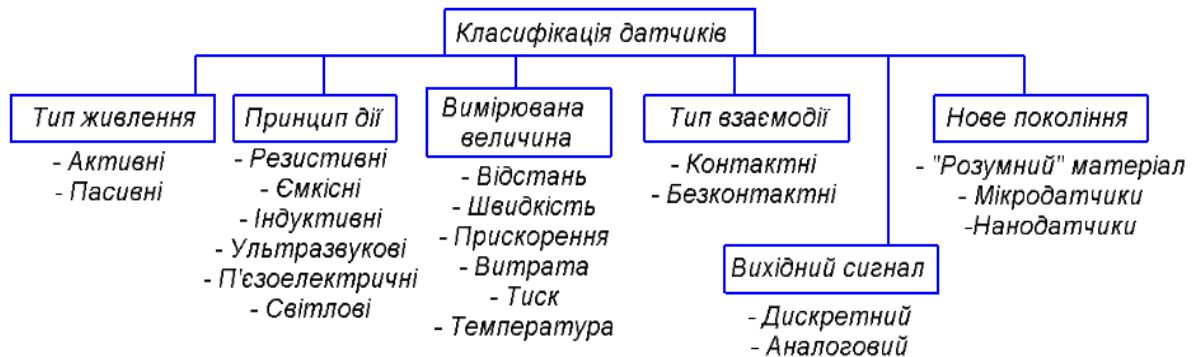 Класифікація датчиків
Тип живлення
- Активні
- Пасивні
Принцип дії
- Резистивні
- Ємкісні
- Індуктивні
- Ультразвукові
- П'єзоелектричні
- Світлові
Вимірювана
величина
- Відстань
- Швидкість
- Прискорення
- Витрата
- Тиск
- Температура
Тип взаємодії
- Контактні
- Безконтактні
Вихідний сигнал
- Дискретний
- Аналоговий
Нове покоління
- "Розумний" матеріал
- Мікродатчики
-Нанодатчики